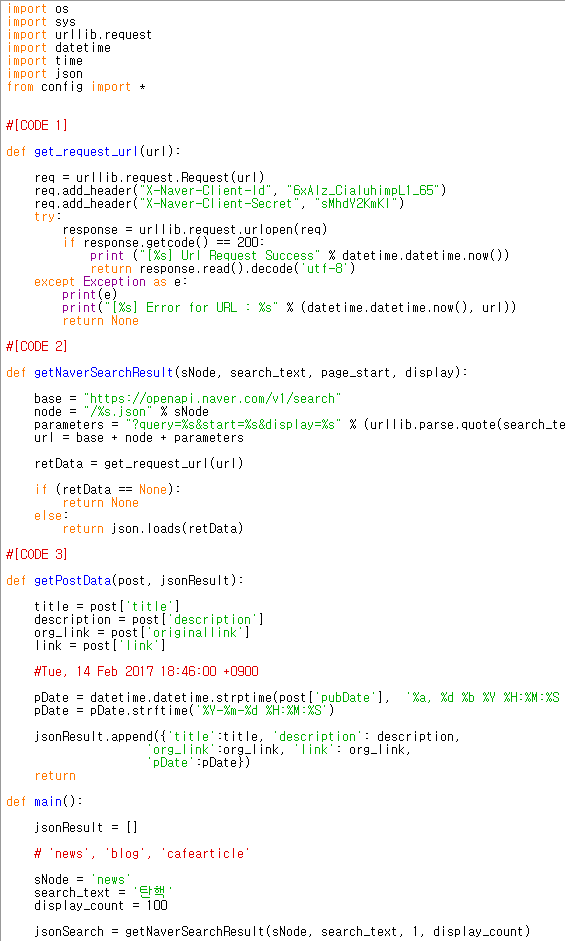 import os
import sys
import urllib.request
import datetime
import time
import json
from config import *
#[CODE 1]
def get_request_url(url):
req = urllib.request.Request(url)
req.add_header("X-Naver-Client-Id", "6xAlz_CialuhimpL1_65")
req.add_header("X-Naver-Client-Secret", "sMhdY2KmKl")
try:
response = urllib.request.urlopen(req)
if response.getcode() == 200:
print ("[%s] Url Request Success" % datetime.datetime.now())
return response.read().decode('utf-8')
except Exception as e:
print(e)
print("[%s] Error for URL : %s" % (datetime.datetime.now(), url))
return None
#[CODE 2]
def getNaverSearchResult(sNode, search_text, page_start, display):
base = "https://openapi.naver.com/v1/search"
node = "/%s.json" % sNode
parameters = "?query=%s&start=%s&display=%s" % (urllib.parse.quote(search_te
url = base + node + parameters
retData = get_request_url(url)
if (retData == None):
return None
else:
return json.loads(retData)
#[CODE 3]
def getPostData(post, jsonResult):
title = post['title']
description = post['description']
org_link = post['originallink']
link = post['link']
#Tue, 14 Feb 2017 18:46:00 +0900
pDate = datetime.datetime.strptime(post['pubDate'],  '%a, %d %b %Y %H:%M:%S
pDate = pDate.strftime('%Y-%m-%d %H:%M:%S')
jsonResult.append({'title':title, 'description': description,
'org_link':org_link, 'link': org_link,
'pDate':pDate})
return
def main():
jsonResult = []
# 'news', 'blog', 'cafearticle'
sNode = 'news'
search_text = '탄핵'
display_count = 100
jsonSearch = getNaverSearchResult(sNode, search_text, 1, display_count)